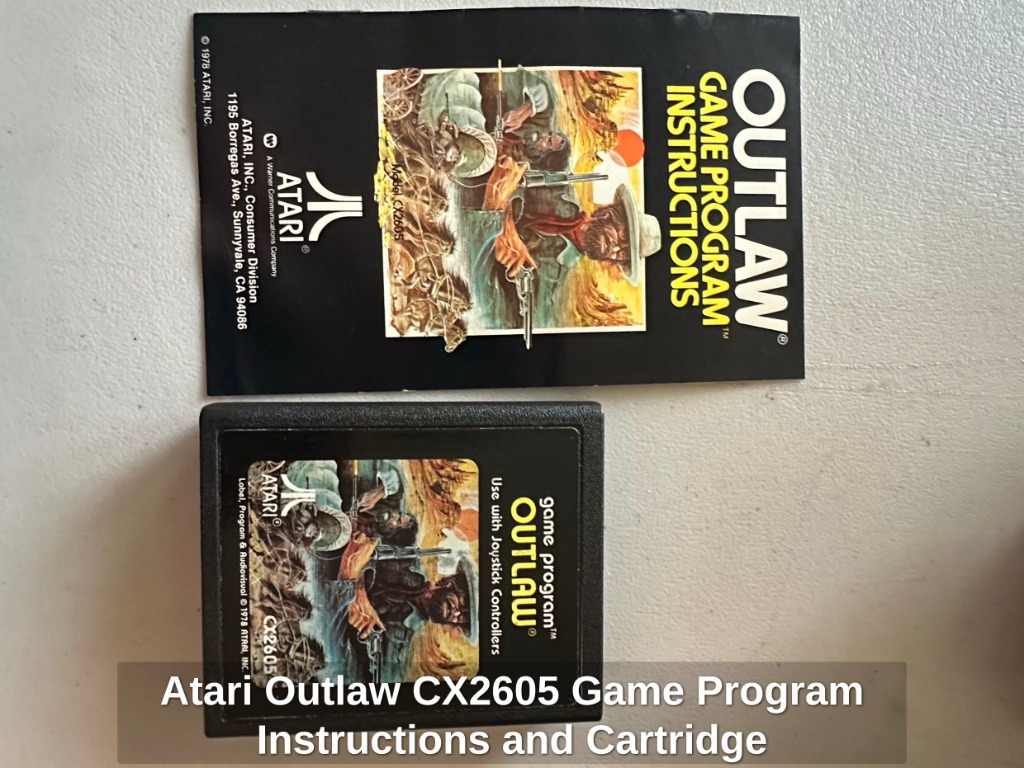 OUTLAW®
GAME PROGRAM™
INSTRUCTIONS
Model CX2605
ATARI®
W A Warner Communications Company
ATARI, INC., Consumer Division
1195 Borregas Ave., Sunnyvale, CA 94086
© 1978 ATARI, INC.
game program™
OUTLAW®
Use with Joystick Controllers
ATARI®
CX2605
Label, Program & Audiovisual © 1978 ATARI, INC.
Atari Outlaw CX2605 Game Program
Instructions and Cartridge